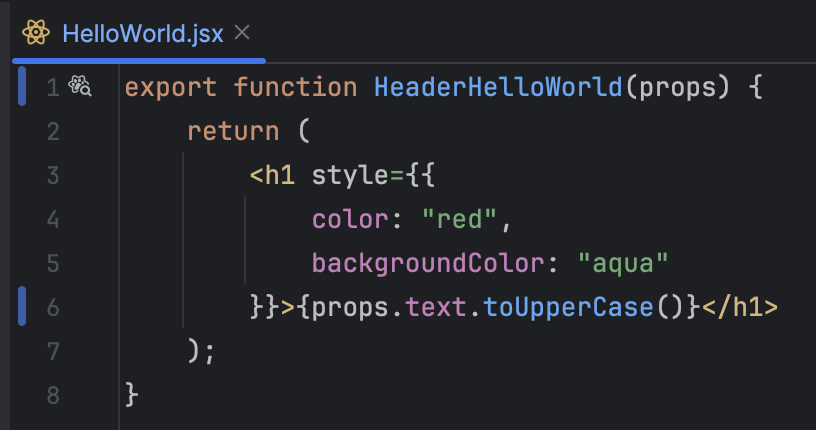 HelloWorld.jsx
1 export function HeaderHelloWorld(props) {
2     return (
3         <h1 style={{
4             color: "red",
5             backgroundColor: "aqua"
6         }}>{props.text.toUpperCase()}</h1>
7     );
8 }